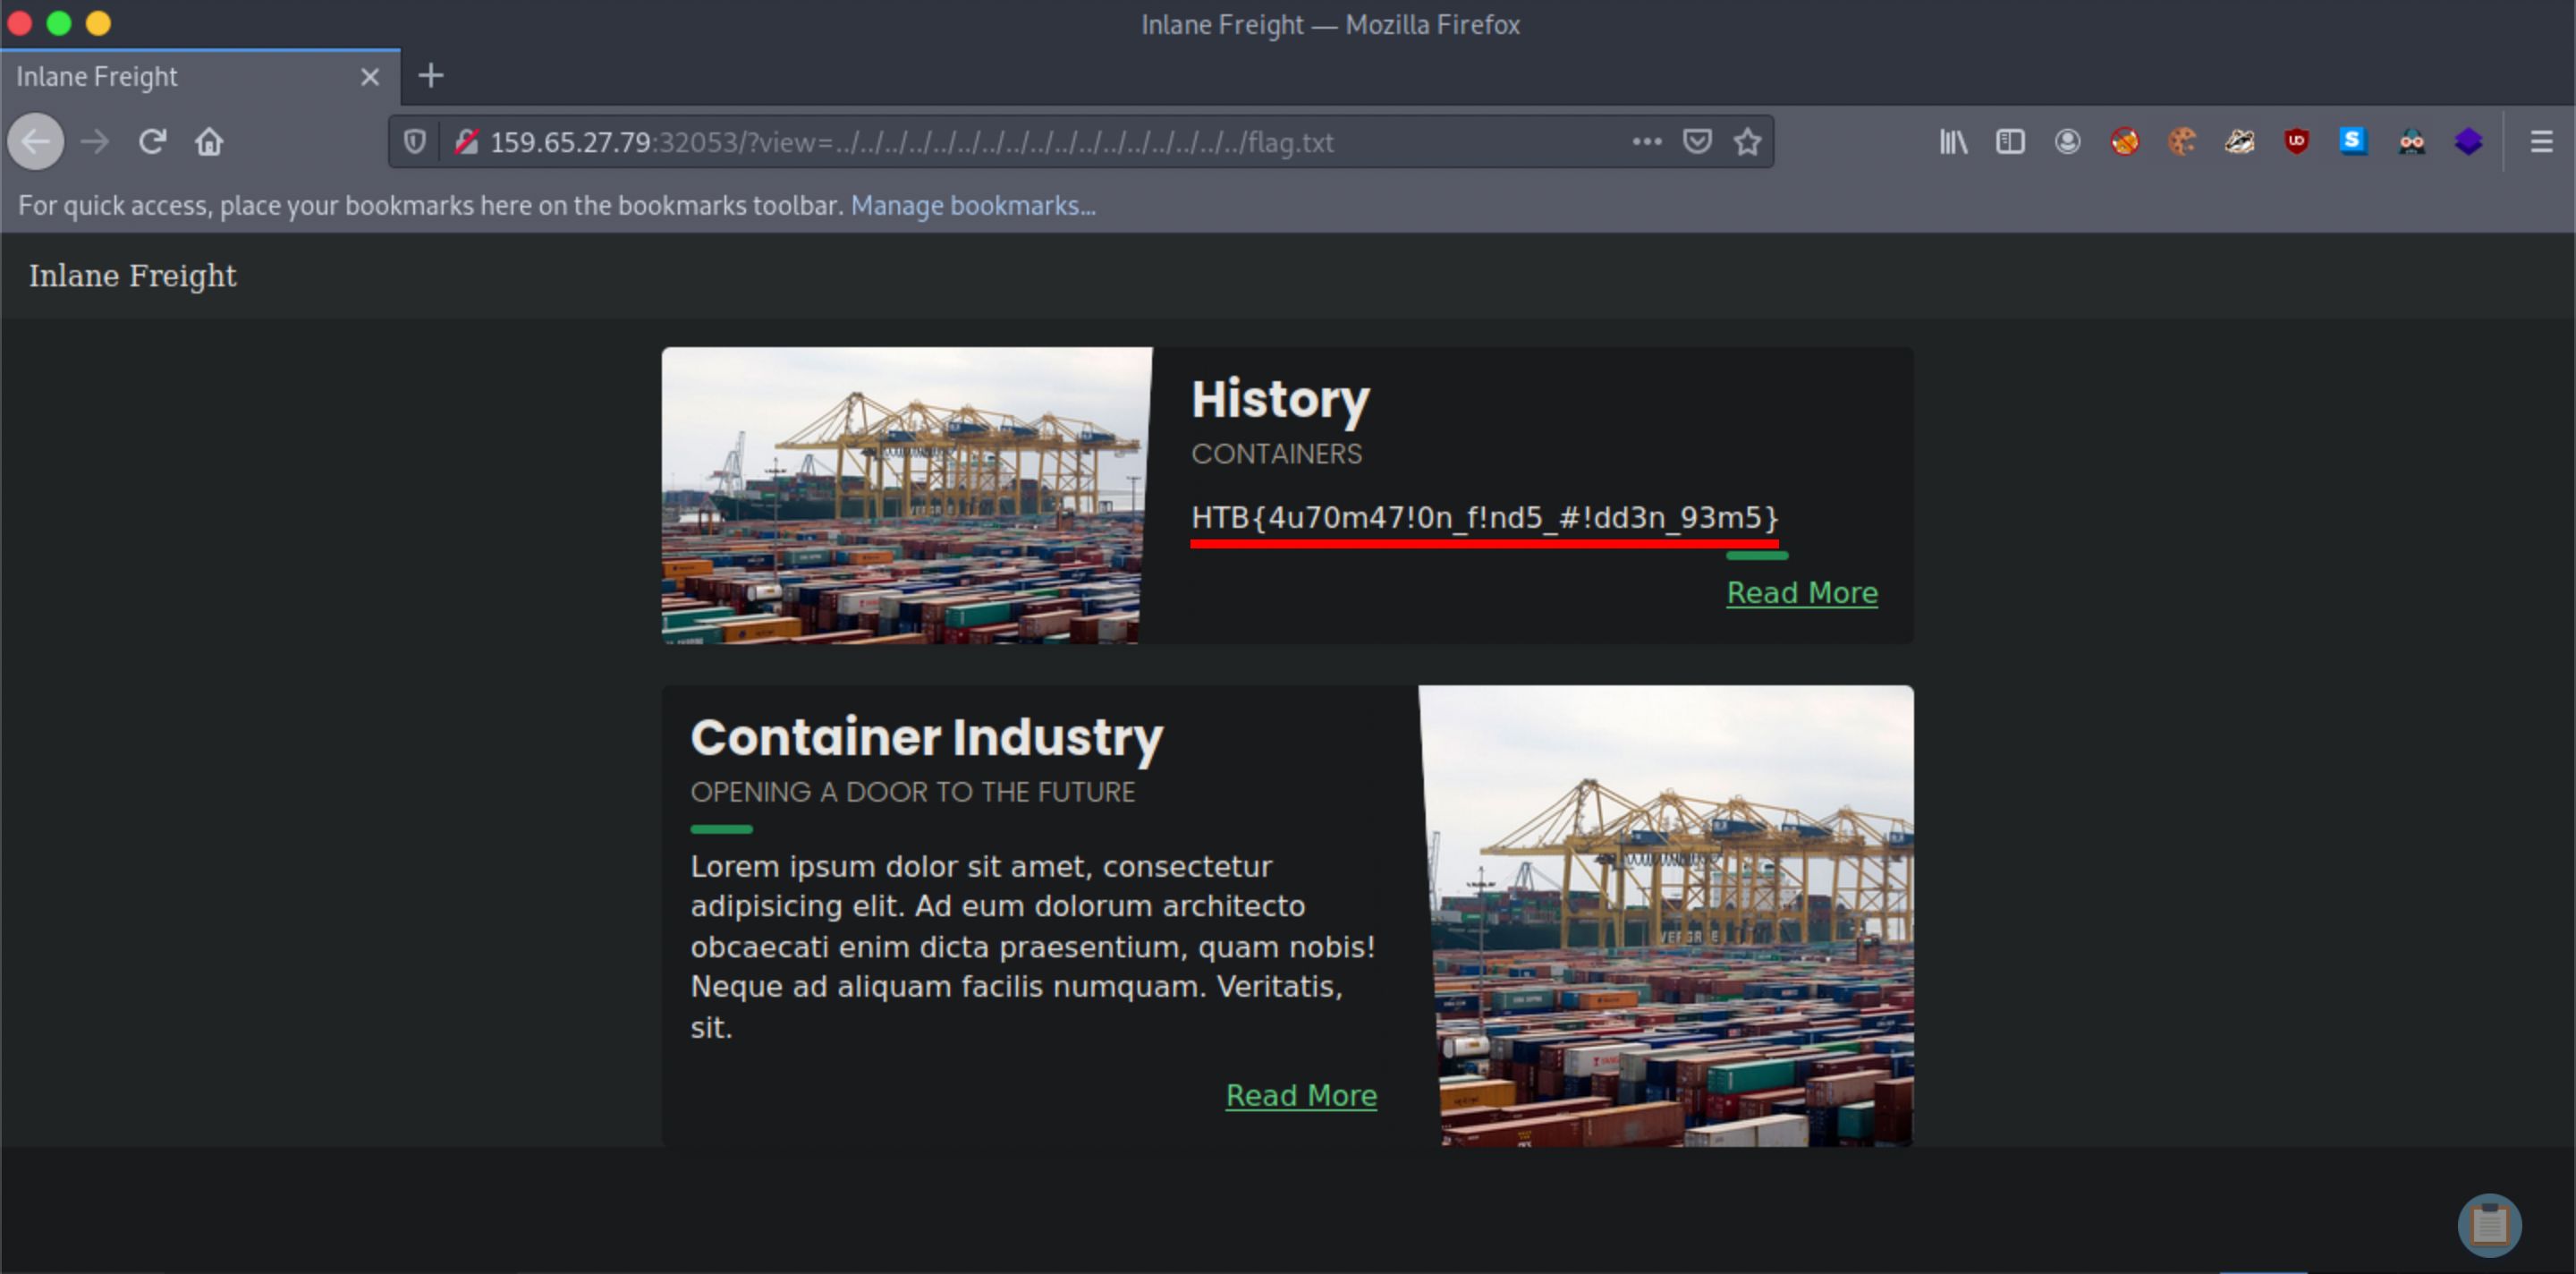 Inlane Freight — Mozilla Firefox
Inlane Freight
159.65.27.79:32053/?view=../../../../../../../../../../../../../../../../../flag.txt
For quick access, place your bookmarks here on the bookmarks toolbar. Manage bookmarks...
Inlane Freight
History
CONTAINERS
HTB{4u70m47!0n_f!nd5_#!dd3n_93m5}
Read More
Container Industry
OPENING A DOOR TO THE FUTURE
Lorem ipsum dolor sit amet, consectetur
adipisicing elit. Ad eum dolorum architecto
obcaecati enim dicta praesentium, quam nobis!
Neque ad aliquam facilis numquam. Veritatis,
sit.
Read More